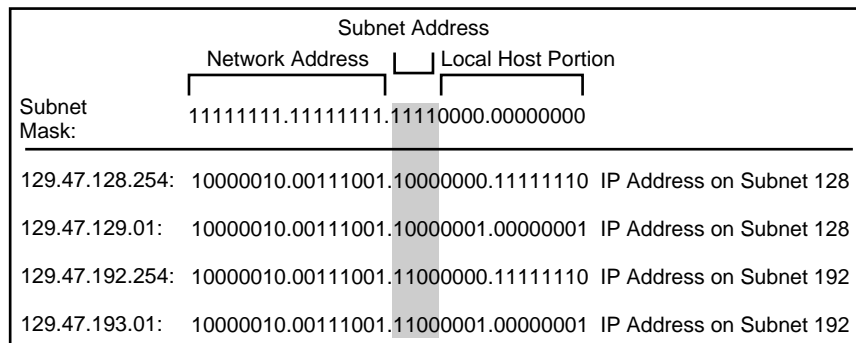 Subnet Address
Network Address Local Host Portion
Subnet Mask: 11111111.11111111.11110000.00000000
129.47.128.254: 10000010.00111001.10000000.11111110 IP Address on Subnet 128
129.47.129.01: 10000010.00111001.10000001.00000001 IP Address on Subnet 128
129.47.192.254: 10000010.00111001.11000000.11111110 IP Address on Subnet 192
129.47.193.01: 10000010.00111001.11000001.00000001 IP Address on Subnet 192